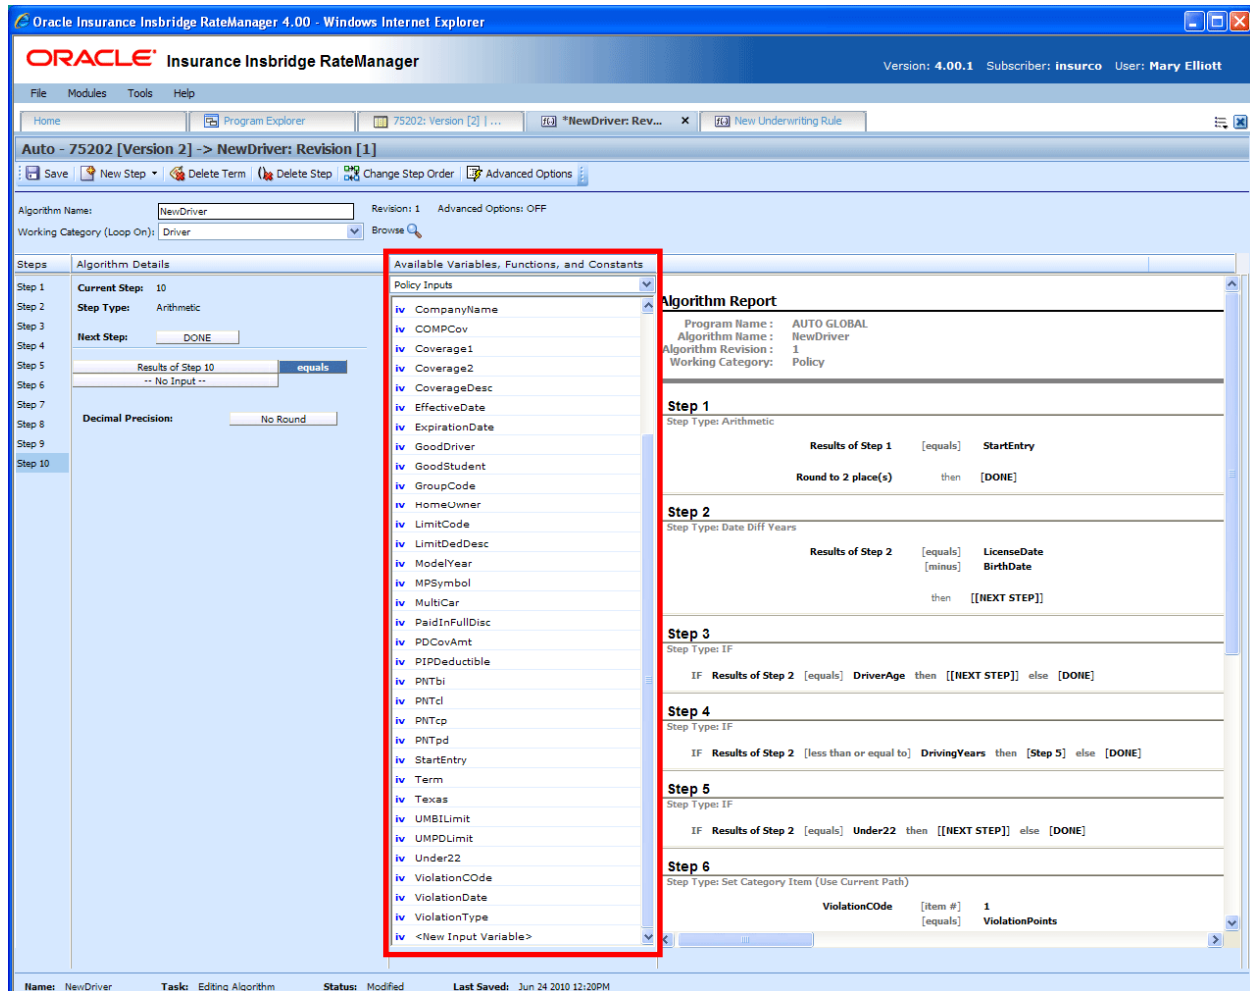 Oracle Insurance Insbridge RateManager 4.00 - Windows Internet Explorer
ORACLE Insurance Insbridge RateManager
Version: 4.00.1 Subscriber: insurco User: Mary Elliott
File Modules Tools Help
Home Program Explorer 75202: Version [2] | ... *NewDriver: Rev... X New Underwriting Rule
Auto - 75202 [Version 2] -> NewDriver: Revision [1]
Save New Step Delete Term Delete Step Change Step Order Advanced Options
Algorithm Name: NewDriver Revision: 1 Advanced Options: OFF
Working Category (Loop On): Driver Browse
Steps
Step 1
Step 2
Step 3
Step 4
Step 5
Step 6
Step 7
Step 8
Step 9
Step 10
Algorithm Details
Current Step: 10
Step Type: Arithmetic
Next Step: DONE
Results of Step 10 equals
-- No Input --
Decimal Precision: No Round
Available Variables, Functions, and Constants
Policy Inputs
iv CompanyName
iv COMPCov
iv Coverage1
iv Coverage2
iv CoverageDesc
iv EffectiveDate
iv ExpirationDate
iv GoodDriver
iv GoodStudent
iv GroupCode
iv HomeOwner
iv LimitCode
iv LimitDedDesc
iv ModelYear
iv MPSymbol
iv MultiCar
iv PaidInFullDisc
iv PDCovAmt
iv PIPDeductible
iv PNTbi
iv PNTcl
iv PNTcp
iv PNTpd
iv StartEntry
iv Term
iv Texas
iv UMBILimit
iv UMPDLimit
iv Under22
iv ViolationCOde
iv ViolationDate
iv ViolationType
iv <New Input Variable>
Algorithm Report
Program Name : AUTO GLOBAL
Algorithm Name : NewDriver
Algorithm Revision : 1
Working Category: Policy
Step 1
Step Type: Arithmetic
Results of Step 1 [equals] StartEntry
Round to 2 place(s) then [DONE]
Step 2
Step Type: Date Diff Years
Results of Step 2 [equals] LicenseDate
[minus] BirthDate
then [[NEXT STEP]]
Step 3
Step Type: IF
IF Results of Step 2 [equals] DriverAge then [[NEXT STEP]] else [DONE]
Step 4
Step Type: IF
IF Results of Step 2 [less than or equal to] DrivingYears then [Step 5] else [DONE]
Step 5
Step Type: IF
IF Results of Step 2 [equals] Under22 then [[NEXT STEP]] else [DONE]
Step 6
Step Type: Set Category Item (Use Current Path)
ViolationCOde [item #] 1
[equals] ViolationPoints
Name: NewDriver Task: Editing Algorithm Status: Modified Last Saved: Jun 24 2010 12:20PM